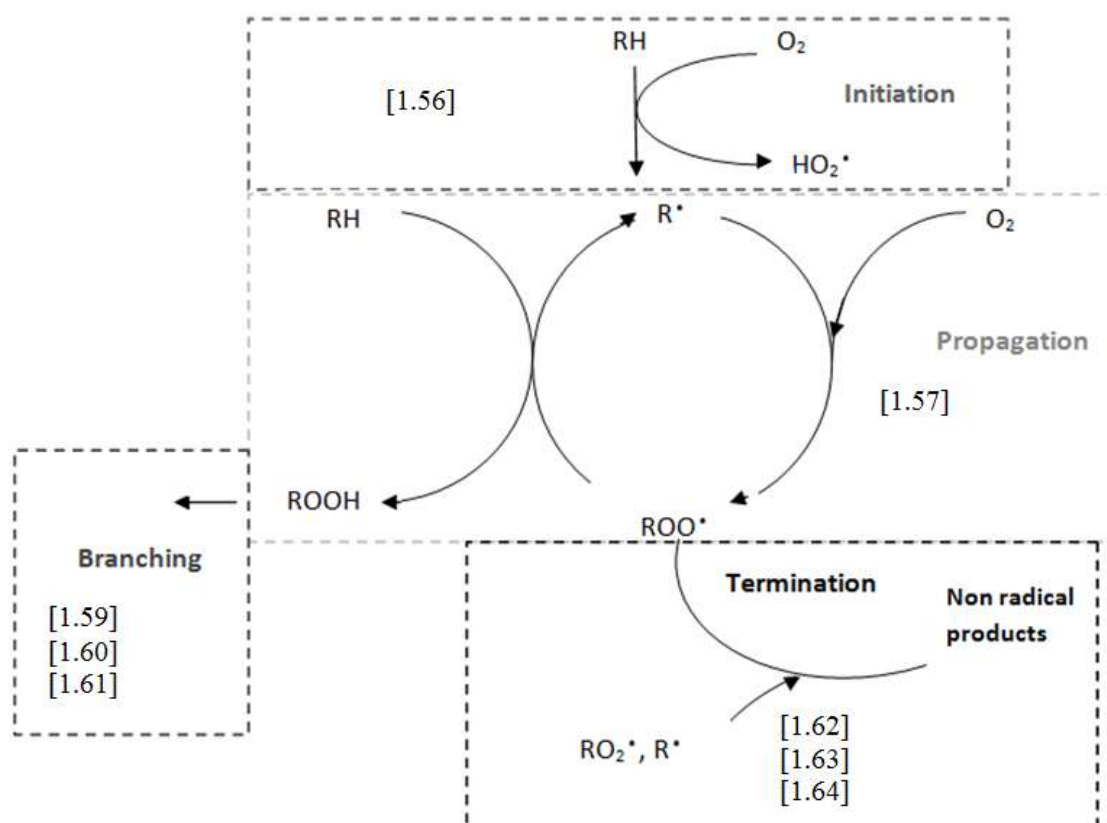 RH
O₂
[1.56]
Initiation
HO₂•
RH
R•
O₂
Propagation
[1.57]
ROOH
ROO•
Branching
[1.59]
[1.60]
[1.61]
Termination
Non radical
products
RO₂•, R•
[1.62]
[1.63]
[1.64]